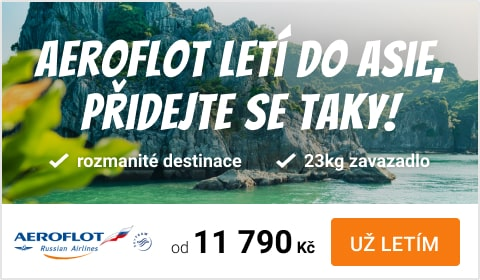 AEROFLOT LETÍ DO ASIE,
PŘIDEJTE SE TAKY!
rozmanité destinace
23kg zavazadlo
AEROFLOT
Russian Airlines
od 11 790 Kč
UŽ LETÍM